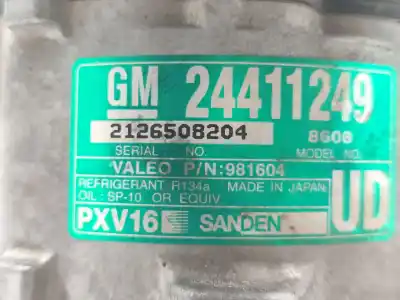 GM 24411249
2126508204 8608
SERIAL NO. MODEL NO.
VALEO P/N:981604
REFRIGERANT R134a MADE IN JAPAN
OIL: SP-10 OR EQUIV
PXV16 SANDEN UD